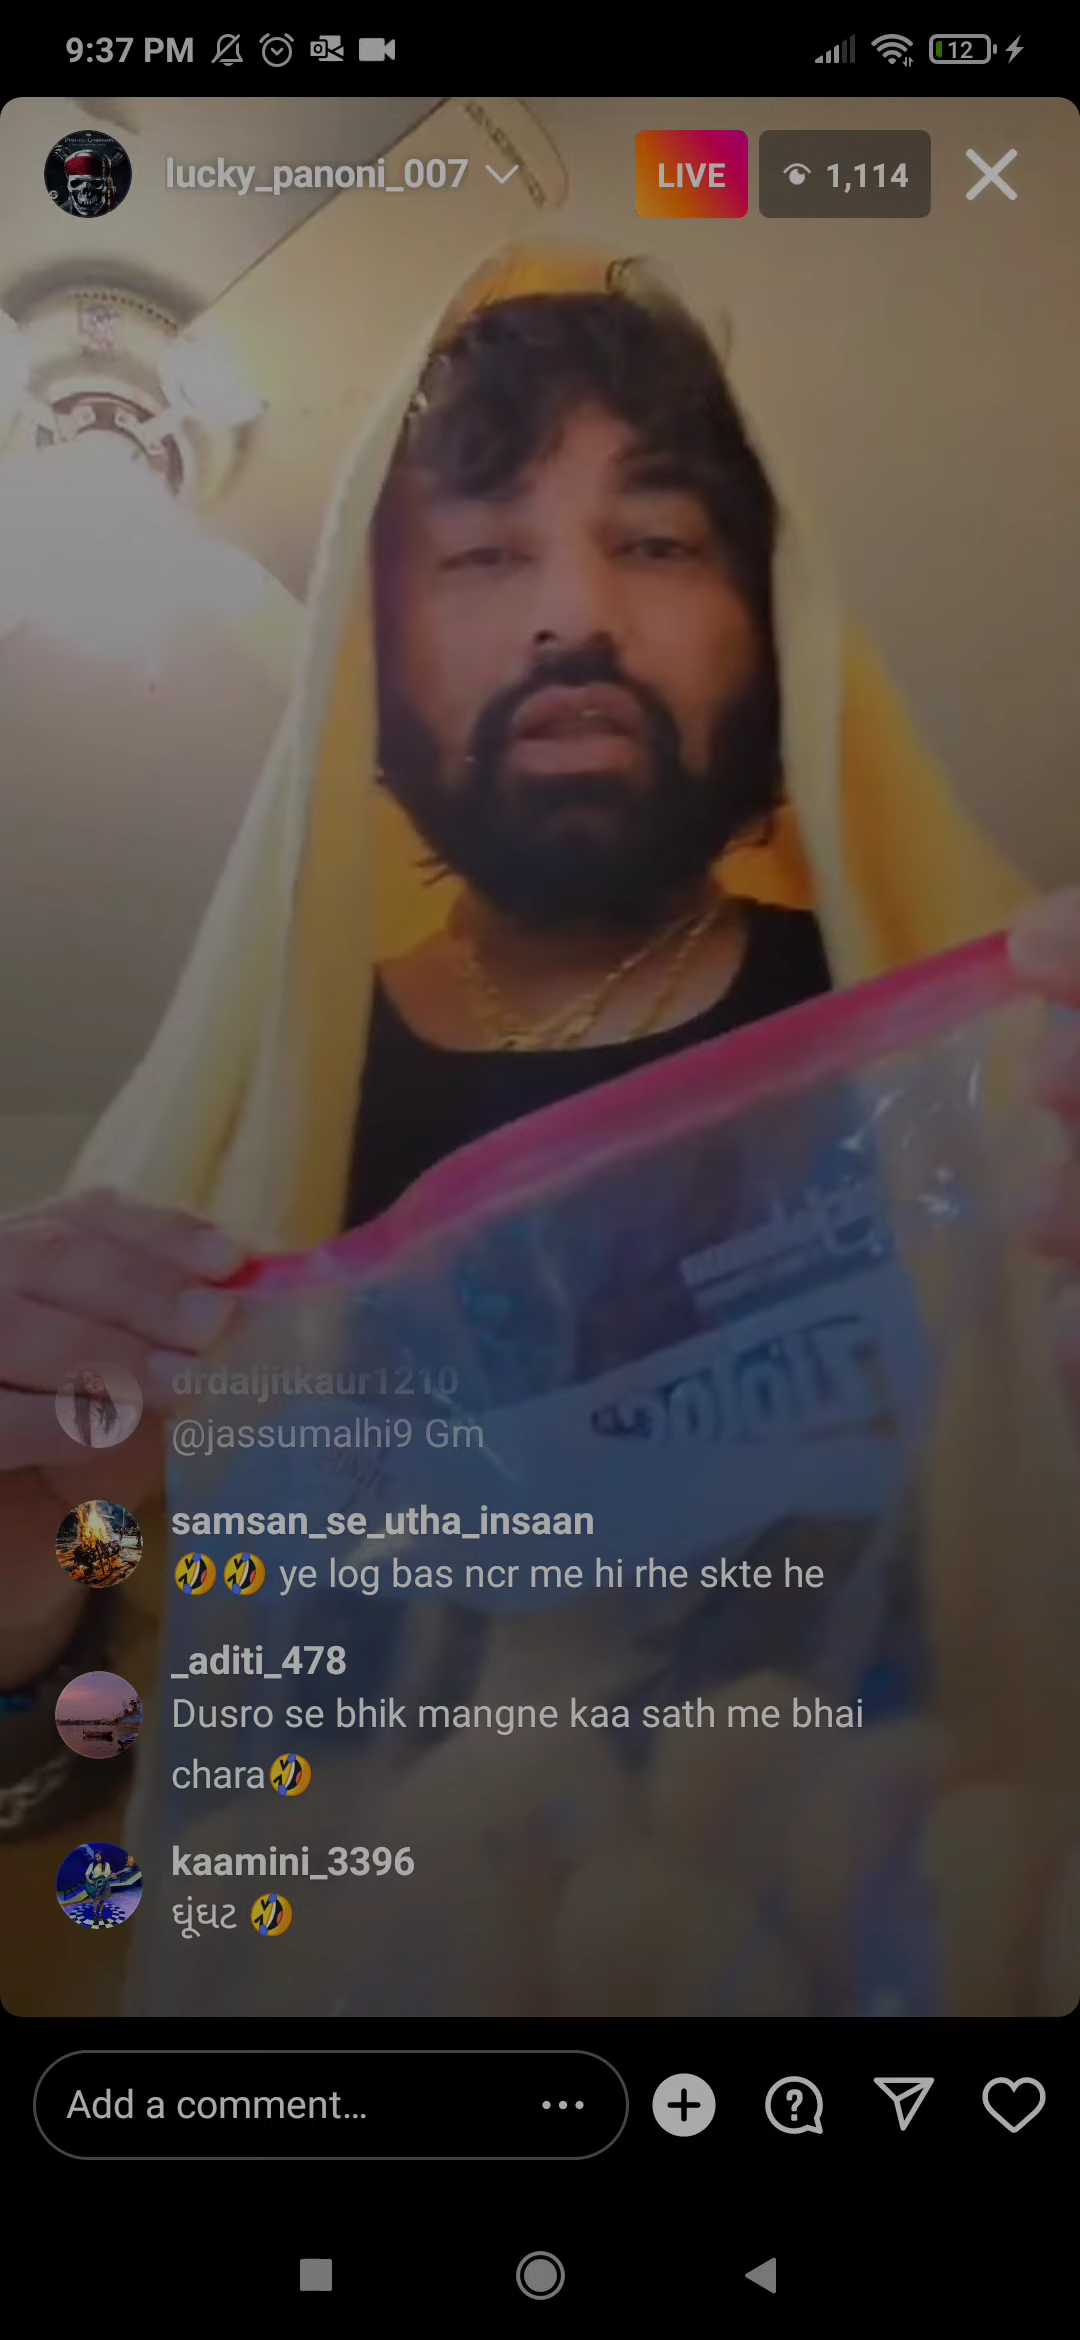 9:37 PM
12
lucky_panoni_007
LIVE
1,114
drdaljitkaur1210
@jassumalhi9 Gm
samsan_se_utha_insaan
🤣🤣 ye log bas ncr me hi rhe skte he
_aditi_478
Dusro se bhik mangne kaa sath me bhai
chara🤣
kaamini_3396
ઘૂંઘટ 🤣
Add a comment...